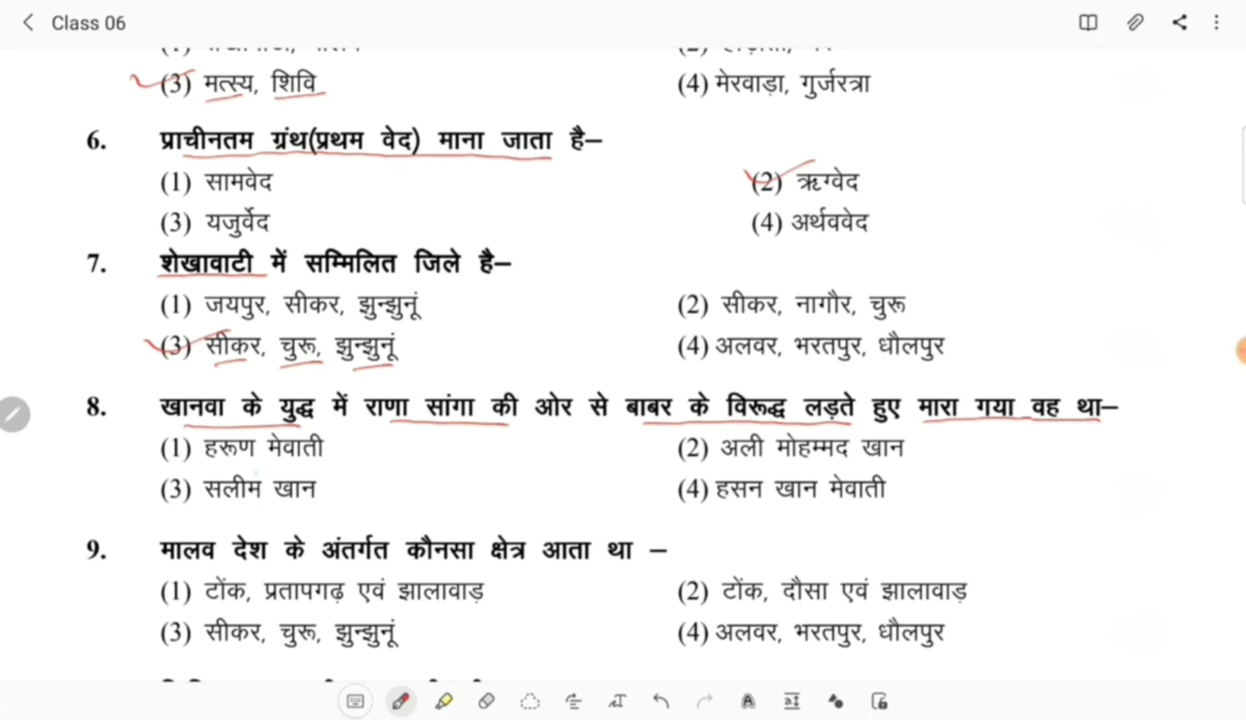 Class 06
(3) मत्स्य, शिवि (4) मेरवाड़ा, गुर्जरत्रा
6. प्राचीनतम ग्रंथ(प्रथम वेद) माना जाता है–
(1) सामवेद (2) ऋग्वेद
(3) यजुर्वेद (4) अर्थववेद
7. शेखावाटी में सम्मिलित जिले है–
(1) जयपुर, सीकर, झुन्झुनूं (2) सीकर, नागौर, चुरू
(3) सीकर, चुरू, झुन्झुनूं (4) अलवर, भरतपुर, धौलपुर
8. खानवा के युद्ध में राणा सांगा की ओर से बाबर के विरूद्ध लड़ते हुए मारा गया वह था–
(1) हरूण मेवाती (2) अली मोहम्मद खान
(3) सलीम खान (4) हसन खान मेवाती
9. मालव देश के अंतर्गत कौनसा क्षेत्र आता था –
(1) टोंक, प्रतापगढ़ एवं झालावाड़ (2) टोंक, दौसा एवं झालावाड़
(3) सीकर, चुरू, झुन्झुनूं (4) अलवर, भरतपुर, धौलपुर